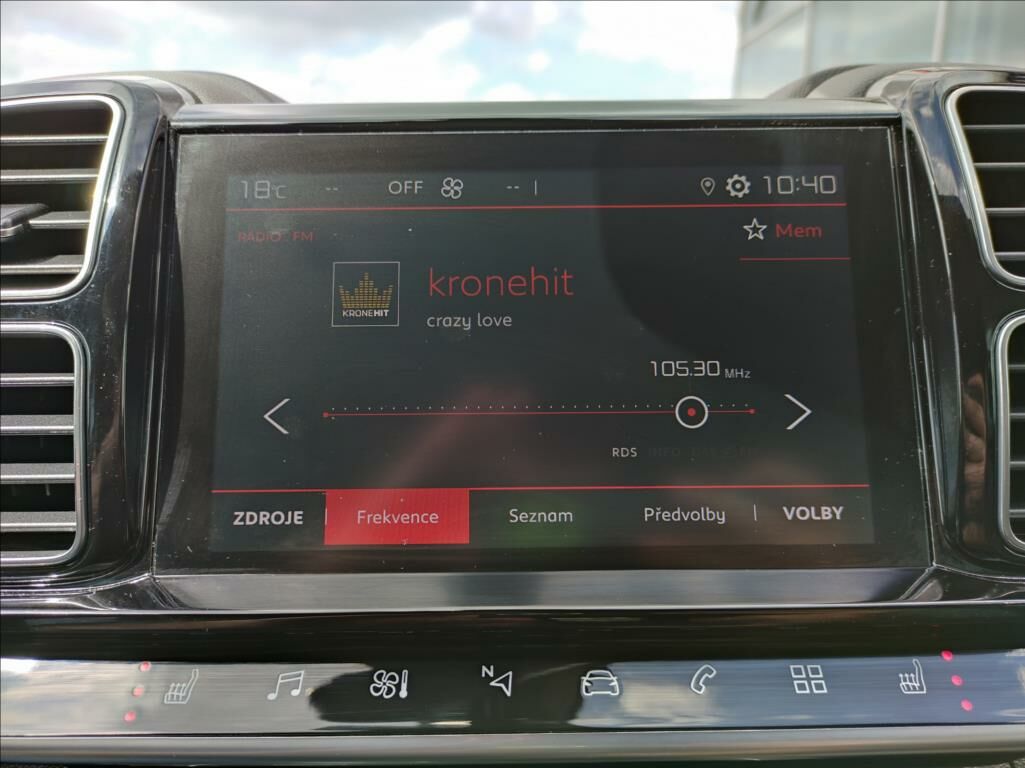 18°C -- OFF -- | 10:40
RADIO FM
Mem
kronehit
KRONEHIT
crazy love
105.30 MHz
RDS INFO
ZDROJE | Frekvence Seznam Předvolby | VOLBY
N